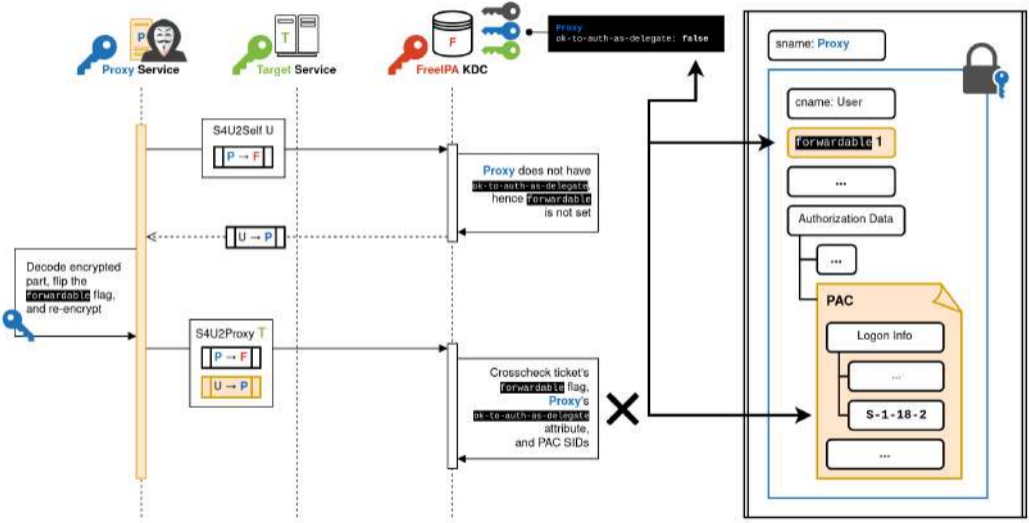 Proxy
ok-to-auth-as-delegate: false
P
T
F
Proxy Service
Target Service
FreeIPA KDC
S4U2Self U
P → F
Proxy does not have
ok-to-auth-as-delegate,
hence forwardable
is not set
U → P
Decode encrypted
part, flip the
forwardable flag,
and re-encrypt
S4U2Proxy T
P → F
U → P
Crosscheck ticket's
forwardable flag,
Proxy's
ok-to-auth-as-delegate
attribute,
and PAC SIDs
sname: Proxy
cname: User
forwardable 1
...
Authorization Data
...
PAC
Logon Info
...
S-1-18-2
...